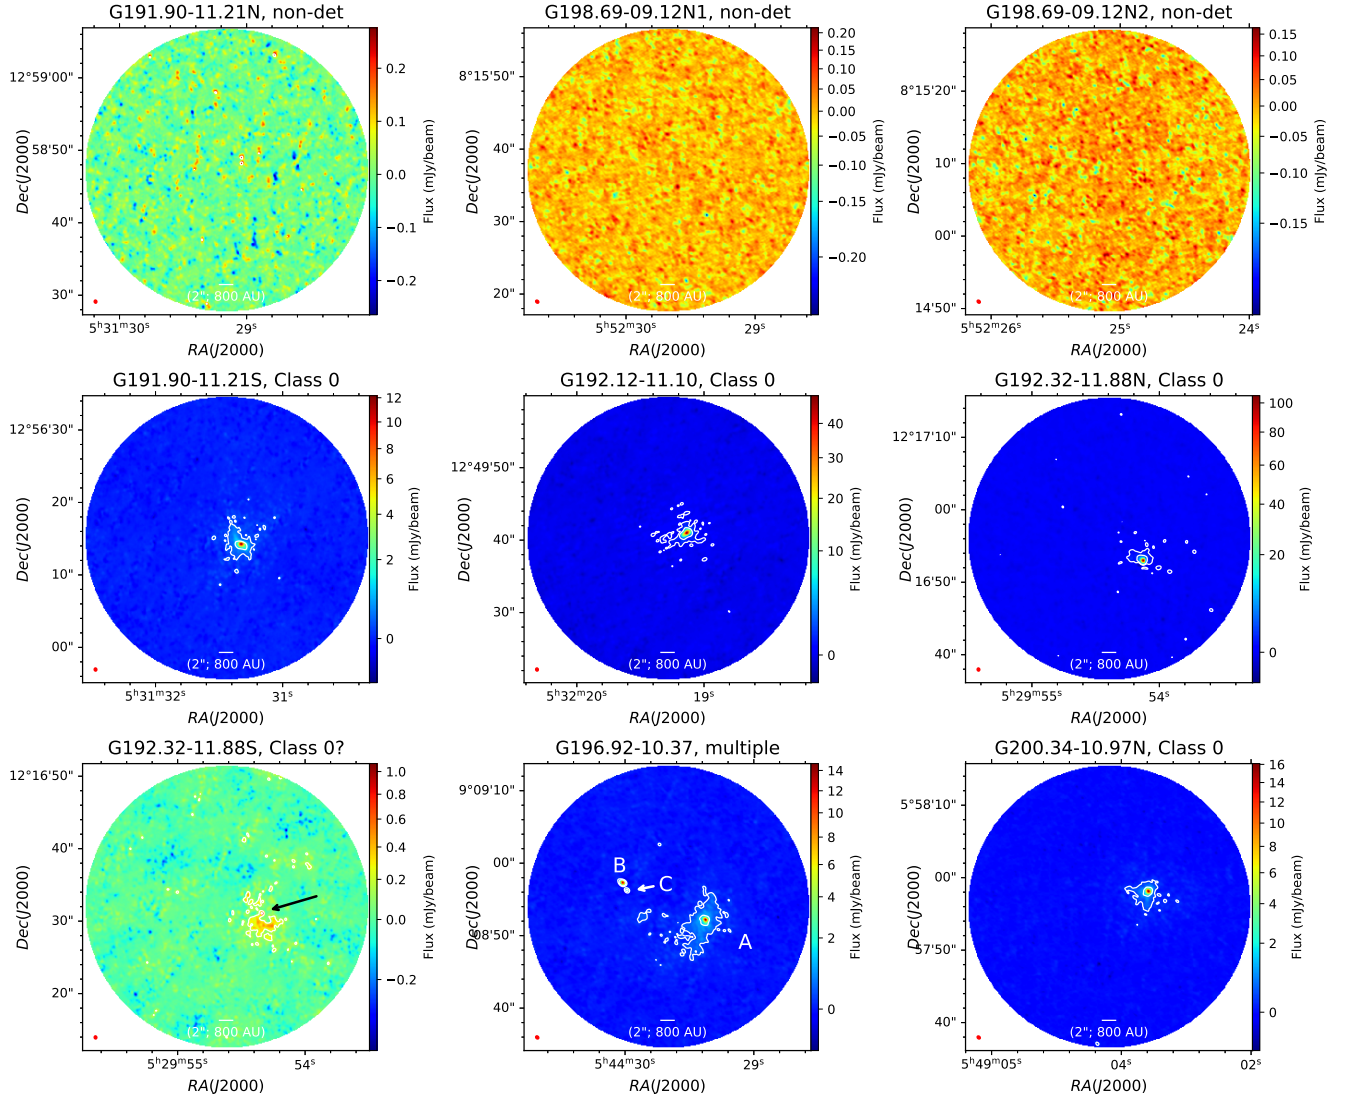 G191.90-11.21N, non-det
G198.69-09.12N1, non-det
G198.69-09.12N2, non-det
12°59'00"
58'50"
40"
30"
Dec(J2000)
(2"; 800 AU)
5ʰ31ᵐ30ˢ
29ˢ
RA(J2000)
0.2
0.1
0.0
−0.1
−0.2
Flux (mJy/beam)
8°15'50"
40"
30"
20"
Dec(J2000)
(2"; 800 AU)
5ʰ52ᵐ30ˢ
29ˢ
RA(J2000)
0.20
0.15
0.10
0.05
0.00
−0.05
−0.10
−0.15
−0.20
Flux (mJy/beam)
8°15'20"
10"
00"
14'50"
Dec(J2000)
(2"; 800 AU)
5ʰ52ᵐ26ˢ
25ˢ
24ˢ
RA(J2000)
0.15
0.10
0.05
0.00
−0.05
−0.10
−0.15
Flux (mJy/beam)
G191.90-11.21S, Class 0
G192.12-11.10, Class 0
G192.32-11.88N, Class 0
12°56'30"
20"
10"
00"
Dec(J2000)
(2"; 800 AU)
5ʰ31ᵐ32ˢ
31ˢ
RA(J2000)
12
10
8
6
4
2
0
Flux (mJy/beam)
12°49'50"
40"
30"
Dec(J2000)
(2"; 800 AU)
5ʰ32ᵐ20ˢ
19ˢ
RA(J2000)
40
30
20
10
0
Flux (mJy/beam)
12°17'10"
00"
16'50"
40"
Dec(J2000)
(2"; 800 AU)
5ʰ29ᵐ55ˢ
54ˢ
RA(J2000)
100
80
60
40
20
0
Flux (mJy/beam)
G192.32-11.88S, Class 0?
G196.92-10.37, multiple
G200.34-10.97N, Class 0
12°16'50"
40"
30"
20"
Dec(J2000)
(2"; 800 AU)
5ʰ29ᵐ55ˢ
54ˢ
RA(J2000)
1.0
0.8
0.6
0.4
0.2
0.0
−0.2
Flux (mJy/beam)
9°09'10"
00"
08'50"
40"
Dec(J2000)
B
C
A
(2"; 800 AU)
5ʰ44ᵐ30ˢ
29ˢ
RA(J2000)
14
12
10
8
6
4
2
0
Flux (mJy/beam)
5°58'10"
00"
57'50"
40"
Dec(J2000)
(2"; 800 AU)
5ʰ49ᵐ05ˢ
04ˢ
02ˢ
RA(J2000)
16
14
12
10
8
6
4
2
0
Flux (mJy/beam)